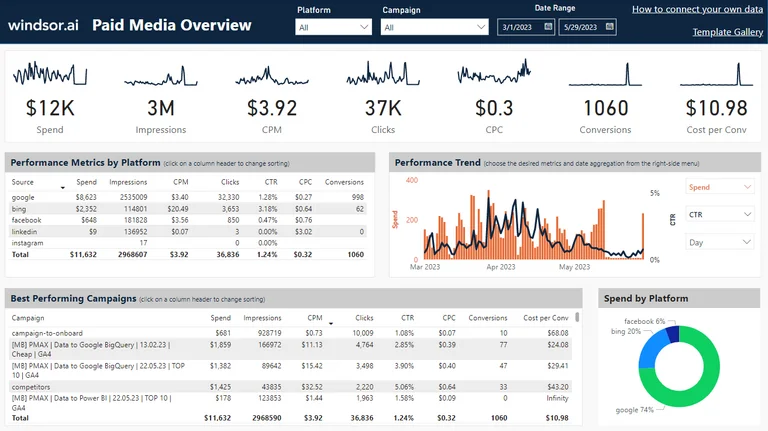 windsor.ai Paid Media Overview
Platform
All
Campaign
All
Date Range
3/1/2023 5/29/2023
How to connect your own data
Template Gallery
$12K 3M $3.92 37K $0.3 1060 $10.98
Spend Impressions CPM Clicks CPC Conversions Cost per Conv
Performance Metrics by Platform (click on a column header to change sorting)
Source Spend Impressions CPM Clicks CTR CPC Conversions
google $8,623 2535009 $3.40 32,330 1.28% $0.27 998
bing $2,352 114801 $20.49 3,653 3.18% $0.64 62
facebook $648 181828 $3.56 850 0.47% $0.76
linkedin $9 136952 $0.07 3 0.00% $3.02 0
instagram 17 0 0.00%
Total $11,632 2968607 $3.92 36,836 1.24% $0.32 1060
Performance Trend (choose the desired metrics and date aggregation from the right-side menu)
400
200
0
Spend
5%
0%
CTR
Mar 2023 Apr 2023 May 2023
Spend
CTR
Day
Best Performing Campaigns (click on a column header to change sorting)
Campaign Spend Impressions CPM Clicks CTR CPC Conversions Cost per Conv
campaign-to-onboard $681 928719 $0.73 10,009 1.08% $0.07 10 $68.08
[MB] PMAX | Data to Google BigQuery | 13.02.23 | $1,859 166972 $11.13 4,764 2.85% $0.39 77 $24.08
Cheap | GA4
[MB] PMAX | Data to Google BigQuery | 22.05.23 | TOP $1,382 89642 $15.42 3,498 3.90% $0.40 47 $29.41
10 | GA4
competitors $1,425 43835 $32.52 2,220 5.06% $0.64 33 $43.20
[MB] PMAX | Data to Power BI | 22.05.23 | TOP 10 | $178 123853 $1.44 1,963 1.58% $0.09 0 Infinity
GA4
Total $11,632 2968590 $3.92 36,836 1.24% $0.32 1060 $10.98
Spend by Platform
facebook 6%
bing 20%
google 74%